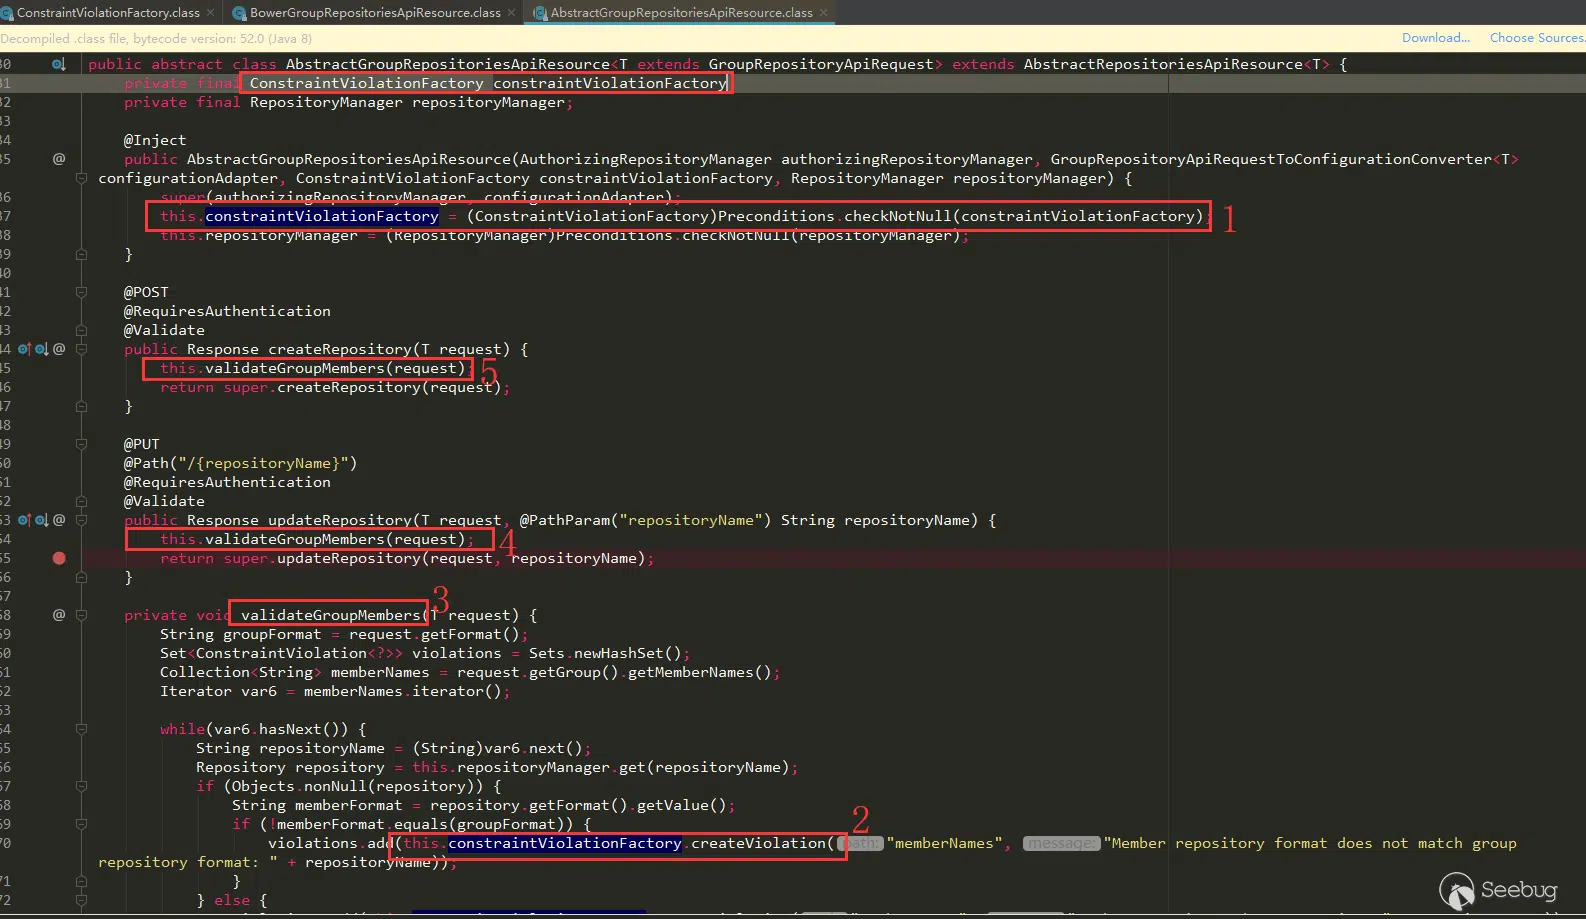 ConstraintViolationFactory.class × BowerGroupRepositoriesApiResource.class × AbstractGroupRepositoriesApiResource.class ×
Decompiled .class file, bytecode version: 52.0 (Java 8) Download... Choose Sources.
30 public abstract class AbstractGroupRepositoriesApiResource<T extends GroupRepositoryApiRequest> extends AbstractRepositoriesApiResource<T> {
31 private final ConstraintViolationFactory constraintViolationFactory
32 private final RepositoryManager repositoryManager;
33
34 @Inject
35 @ public AbstractGroupRepositoriesApiResource(AuthorizingRepositoryManager authorizingRepositoryManager, GroupRepositoryApiRequestToConfigurationConverter<T>
configurationAdapter, ConstraintViolationFactory constraintViolationFactory, RepositoryManager repositoryManager) {
36 super(authorizingRepositoryManager, configurationAdapter);
37 this.constraintViolationFactory = (ConstraintViolationFactory)Preconditions.checkNotNull(constraintViolationFactory); 1
38 this.repositoryManager = (RepositoryManager)Preconditions.checkNotNull(repositoryManager);
39 }
40
41 @POST
42 @RequiresAuthentication
43 @Validate
44 @ public Response createRepository(T request) {
45 this.validateGroupMembers(request); 5
46 return super.createRepository(request);
47 }
48
49 @PUT
50 @Path("/{repositoryName}")
51 @RequiresAuthentication
52 @Validate
53 @ public Response updateRepository(T request, @PathParam("repositoryName") String repositoryName) {
54 this.validateGroupMembers(request); 4
55 return super.updateRepository(request, repositoryName);
56 }
57
58 @ private void validateGroupMembers(T request) { 3
59 String groupFormat = request.getFormat();
60 Set<ConstraintViolation<?>> violations = Sets.newHashSet();
61 Collection<String> memberNames = request.getGroup().getMemberNames();
62 Iterator var6 = memberNames.iterator();
63
64 while(var6.hasNext()) {
65 String repositoryName = (String)var6.next();
66 Repository repository = this.repositoryManager.get(repositoryName);
67 if (Objects.nonNull(repository)) {
68 String memberFormat = repository.getFormat().getValue();
69 if (!memberFormat.equals(groupFormat)) { 2
70 violations.add(this.constraintViolationFactory.createViolation( path: "memberNames", message: "Member repository format does not match group
repository format: " + repositoryName));
71 }
72 } else {
Seebug